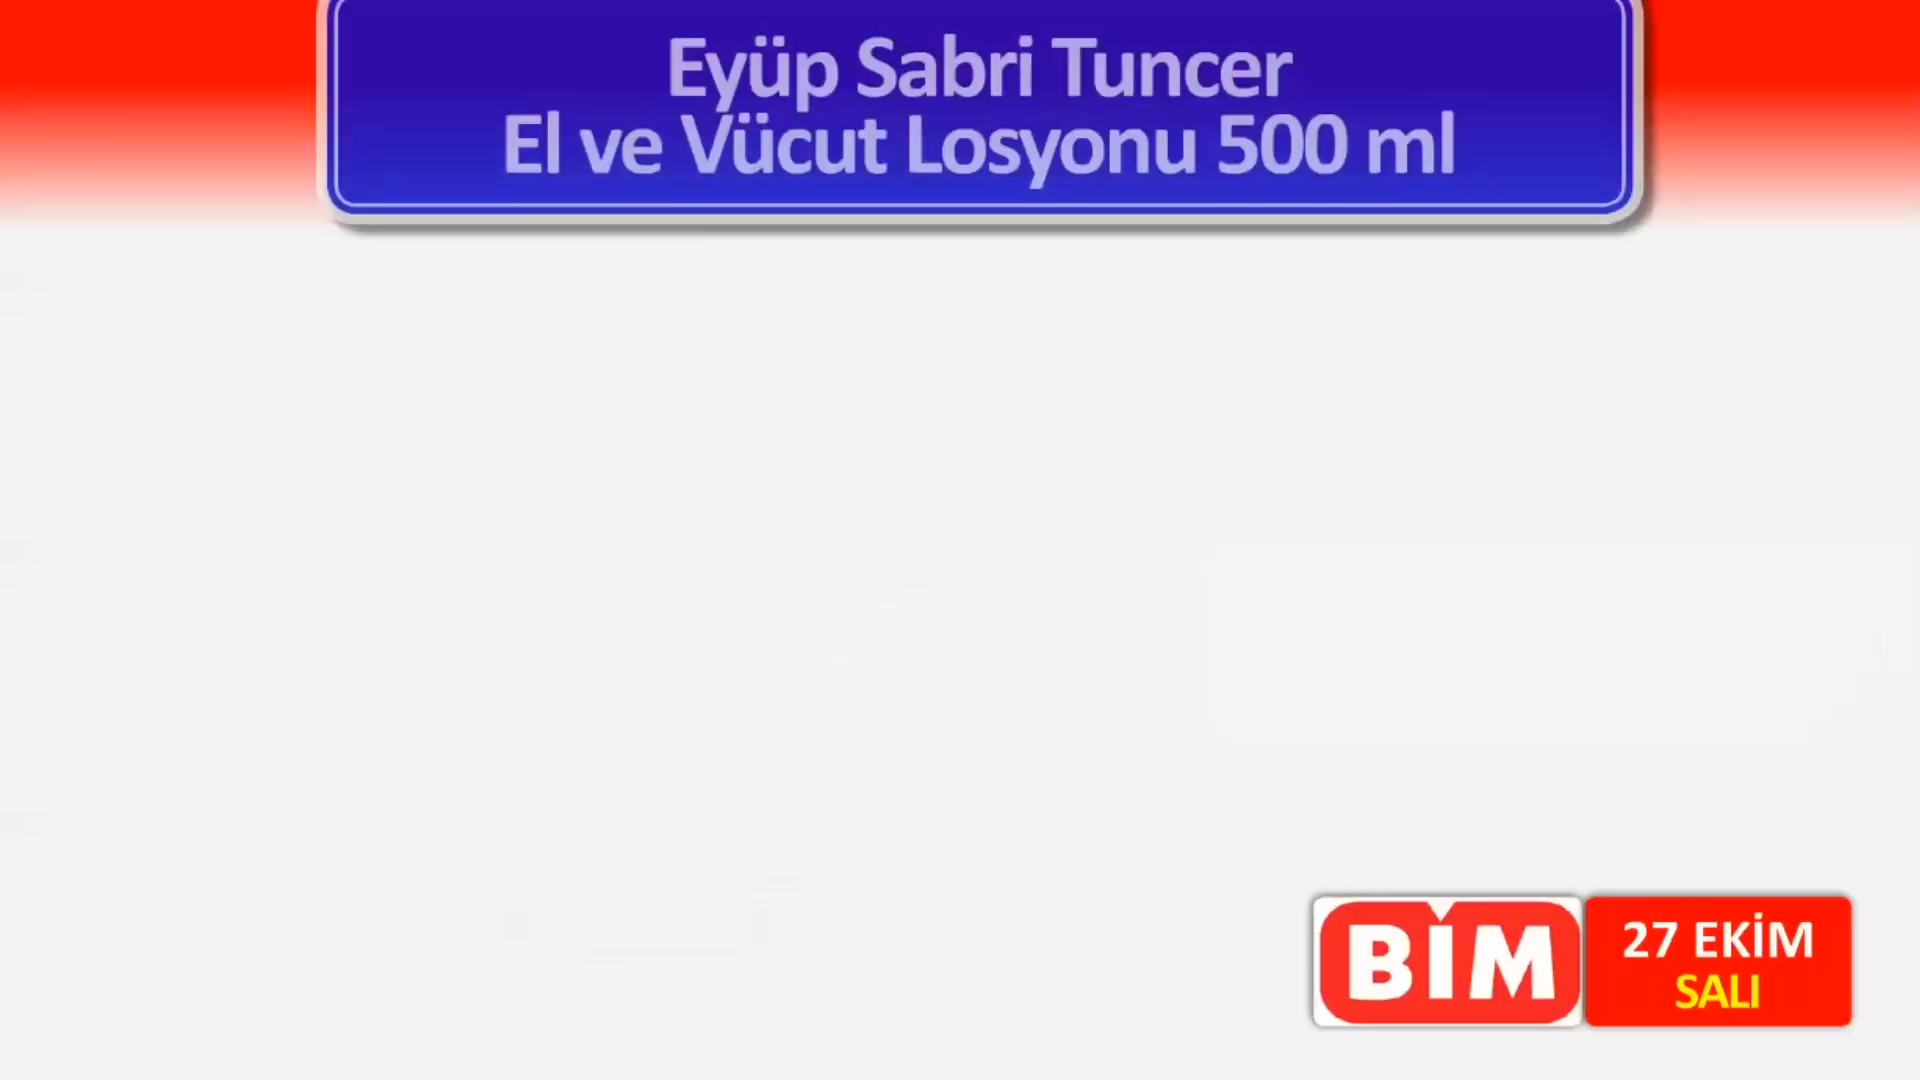 Eyüp Sabri Tuncer
El ve Vücut Losyonu 500 ml
BİM
27 EKİM
SALI